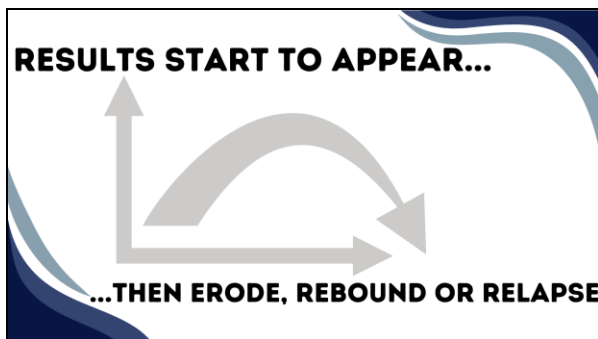 RESULTS START TO APPEAR...
...THEN ERODE, REBOUND OR RELAPSE